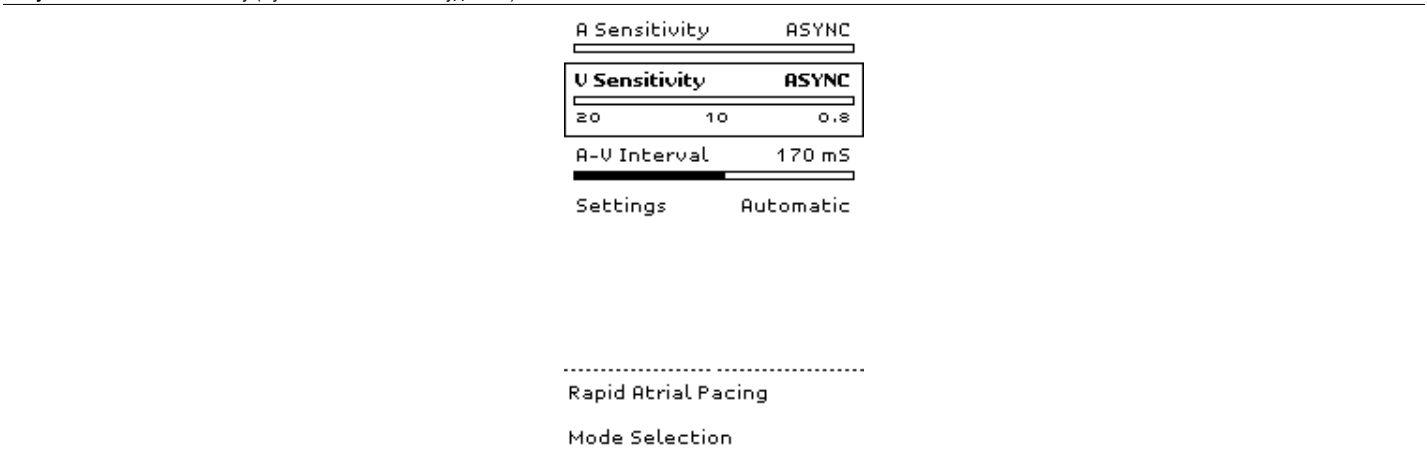 A Sensitivity ASYNC
V Sensitivity ASYNC
20 10 0.8
A-V Interval 170 mS
Settings Automatic
Rapid Atrial Pacing
Mode Selection